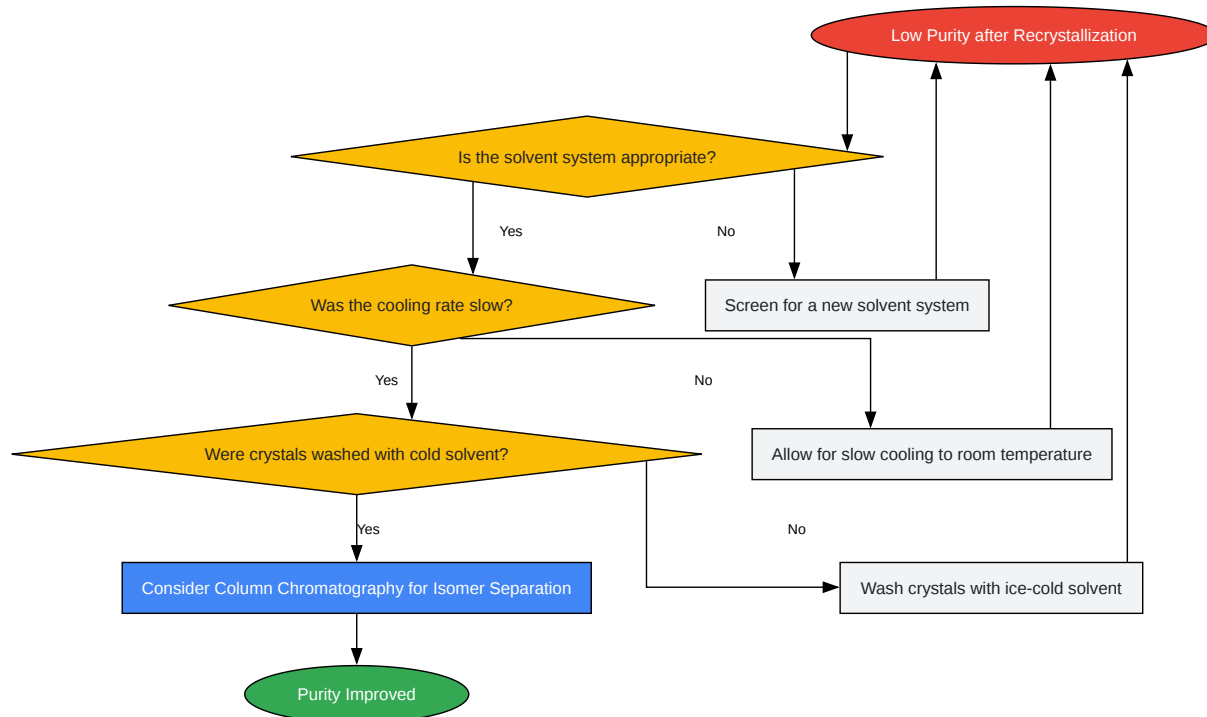 Low Purity after Recrystallization
Is the solvent system appropriate?
Yes
No
Was the cooling rate slow?
Screen for a new solvent system
Yes
No
Were crystals washed with cold solvent?
Allow for slow cooling to room temperature
Yes
No
Consider Column Chromatography for Isomer Separation
Wash crystals with ice-cold solvent
Purity Improved